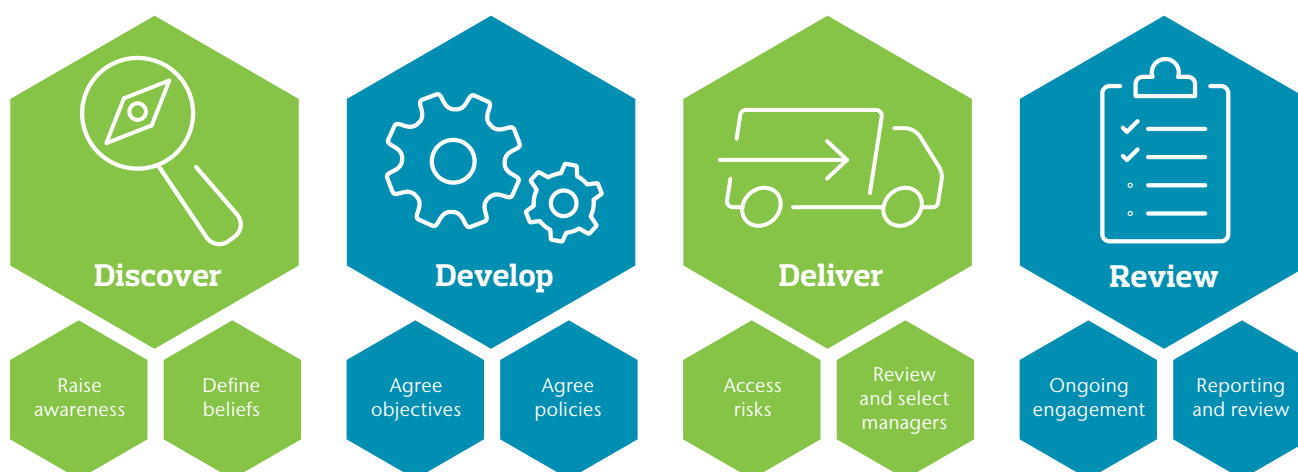 Discover
Develop
Deliver
Review
Raise
awareness
Define
beliefs
Agree
objectives
Agree
policies
Access
risks
Review
and select
managers
Ongoing
engagement
Reporting
and review